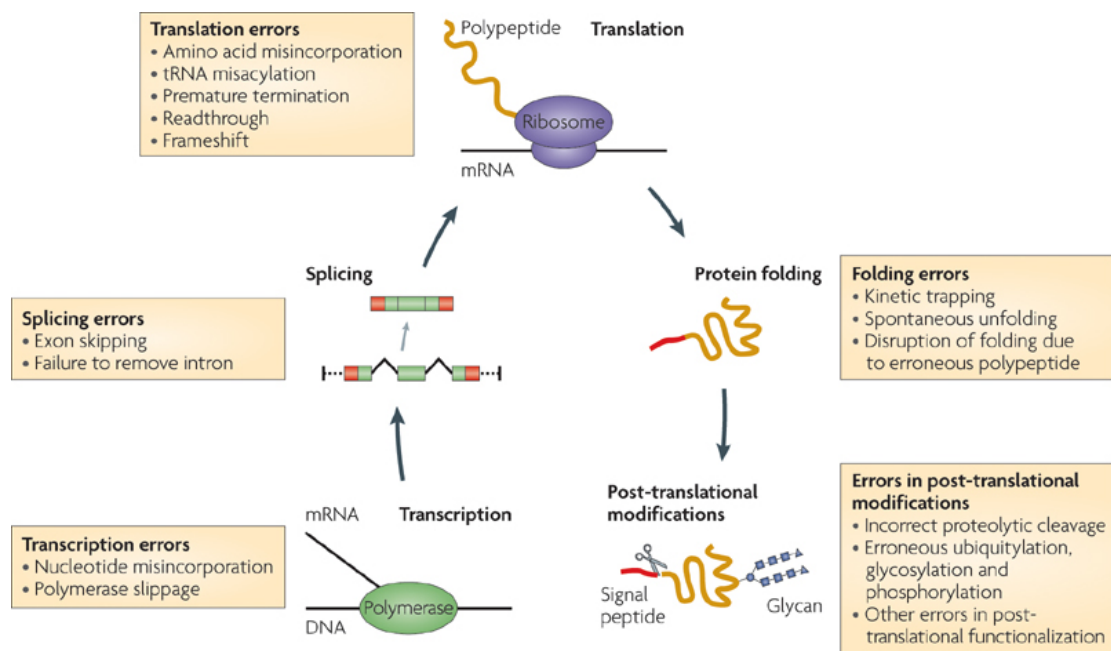 Translation errors
• Amino acid misincorporation
• tRNA misacylation
• Premature termination
• Readthrough
• Frameshift
Polypeptide
Translation
Ribosome
mRNA
Splicing
Splicing errors
• Exon skipping
• Failure to remove intron
Protein folding
Folding errors
• Kinetic trapping
• Spontaneous unfolding
• Disruption of folding due
to erroneous polypeptide
mRNA
Transcription
Transcription errors
• Nucleotide misincorporation
• Polymerase slippage
Polymerase
DNA
Post-translational
modifications
Signal
peptide
Glycan
Errors in post-translational
modifications
• Incorrect proteolytic cleavage
• Erroneous ubiquitylation,
glycosylation and
phosphorylation
• Other errors in post-
translational functionalization